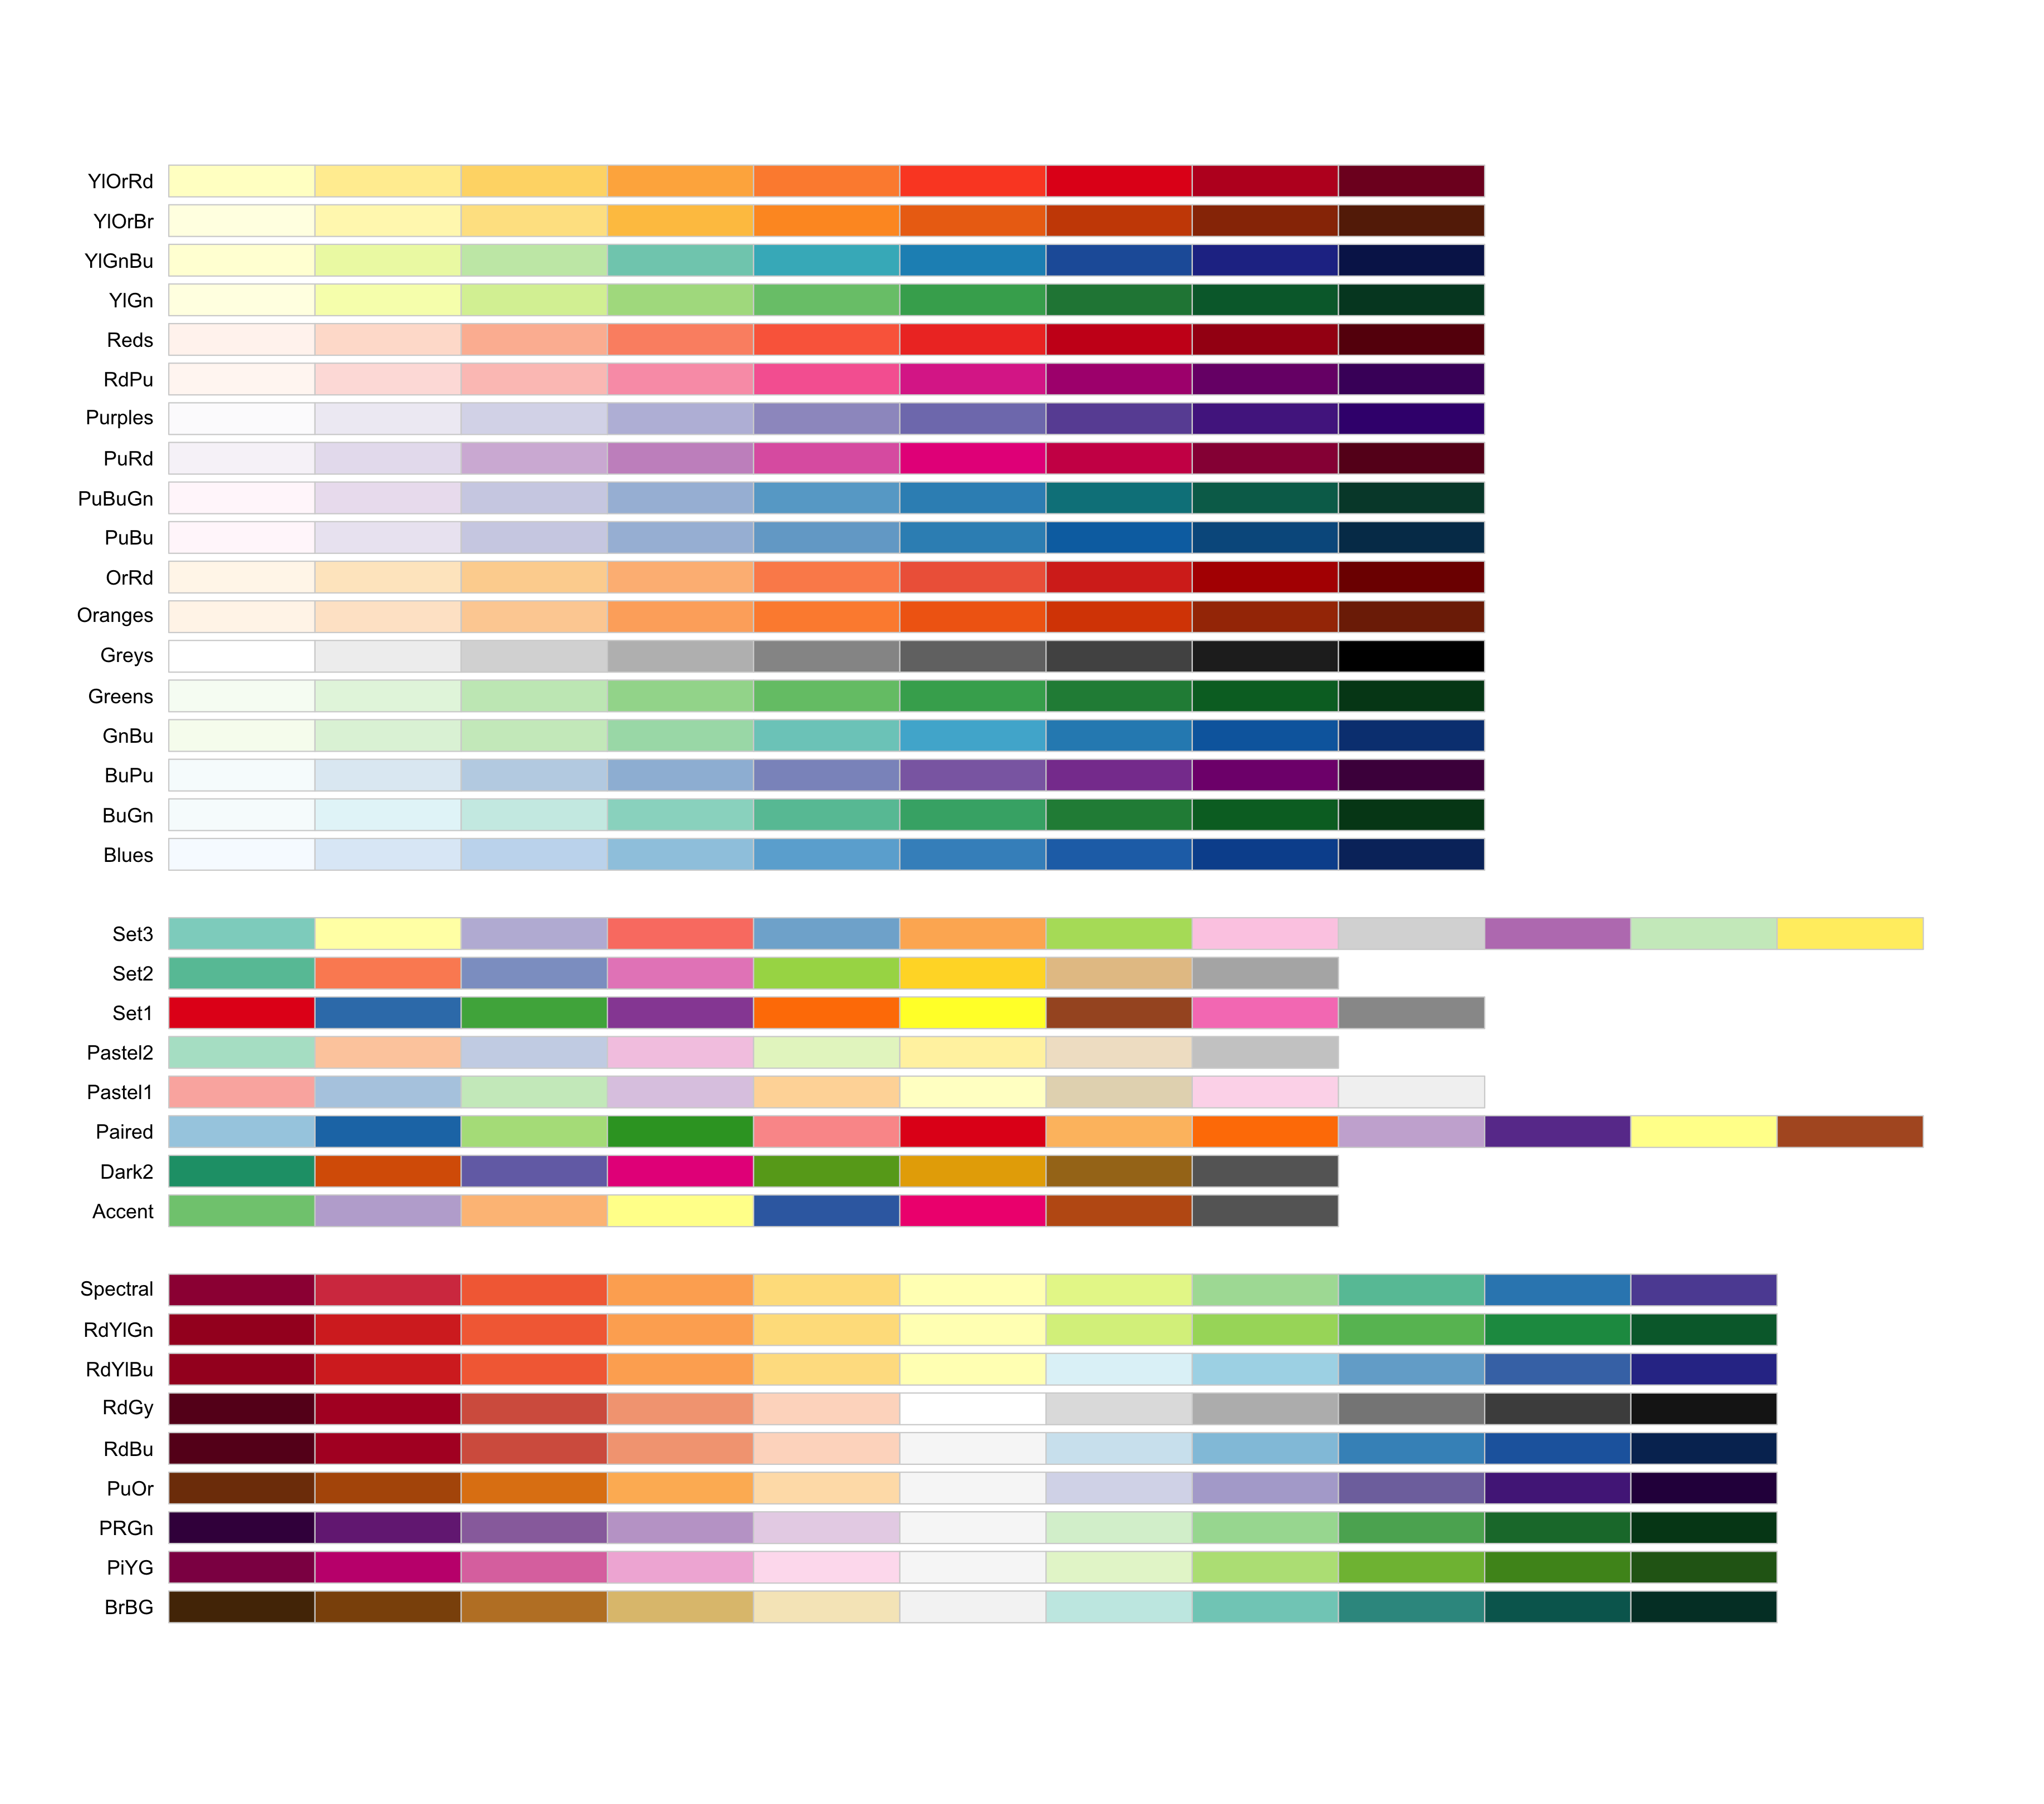 YlOrRd
YlOrBr
YlGnBu
YlGn
Reds
RdPu
Purples
PuRd
PuBuGn
PuBu
OrRd
Oranges
Greys
Greens
GnBu
BuPu
BuGn
Blues
Set3
Set2
Set1
Pastel2
Pastel1
Paired
Dark2
Accent
Spectral
RdYlGn
RdYlBu
RdGy
RdBu
PuOr
PRGn
PiYG
BrBG